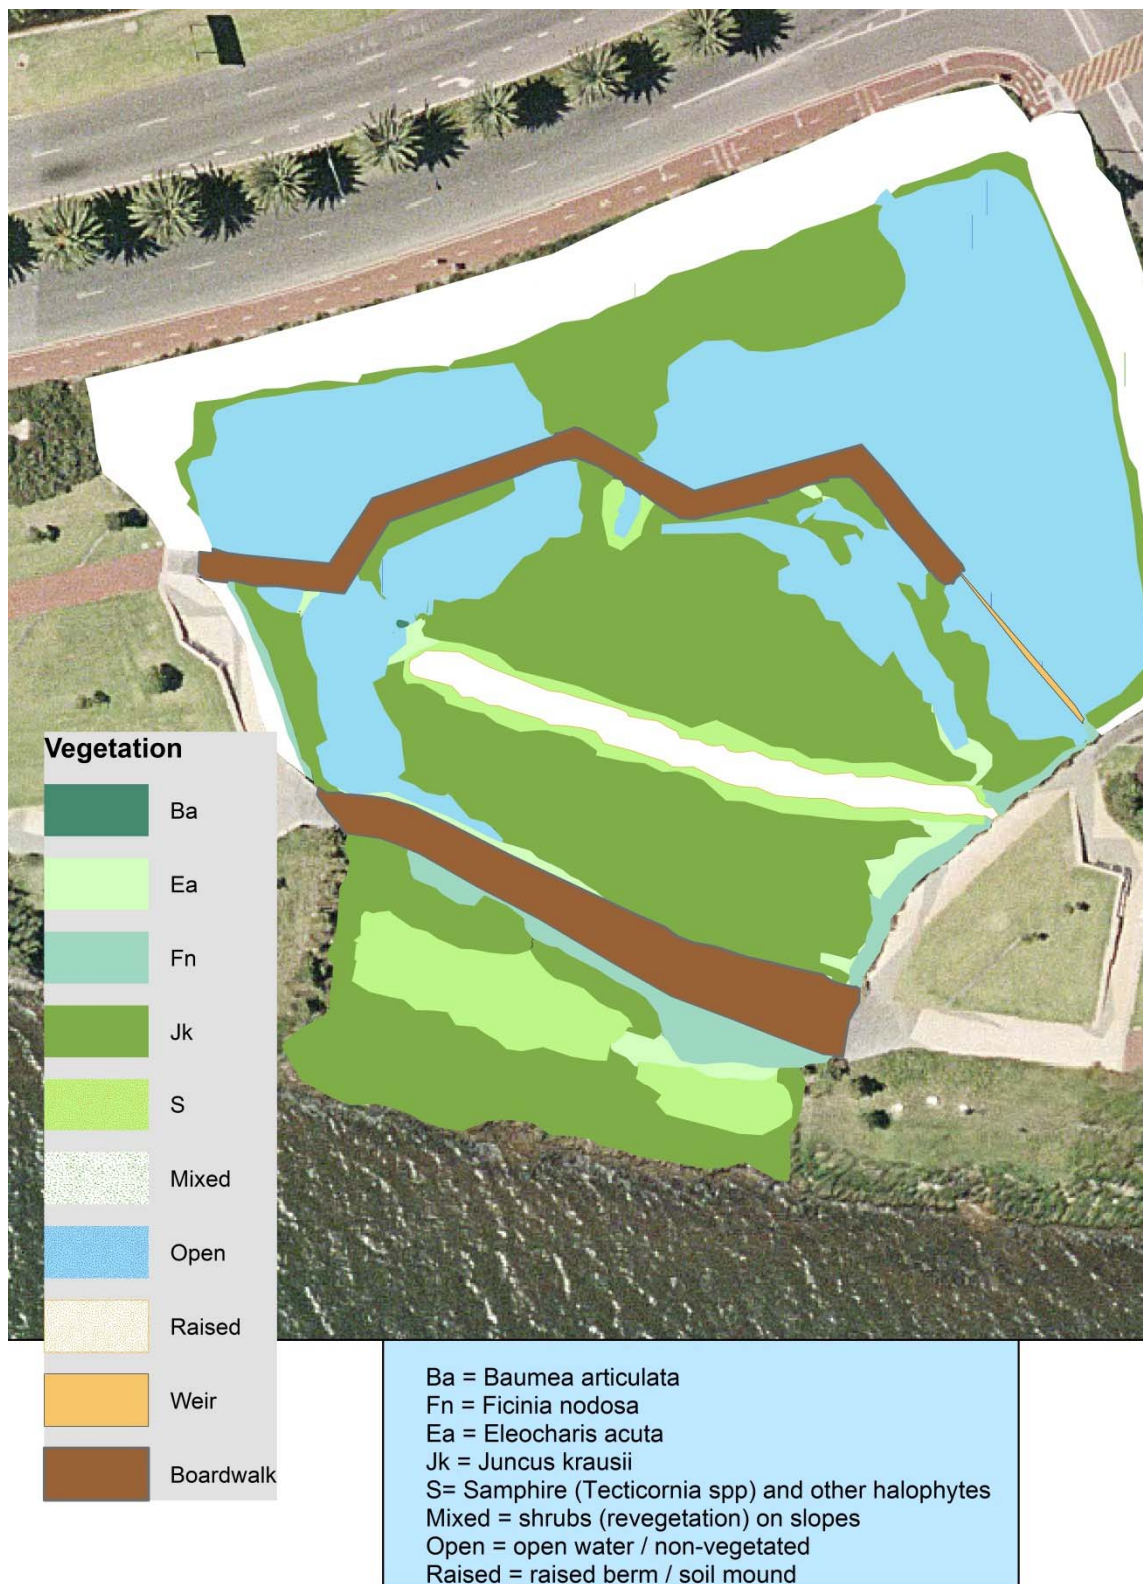 Vegetation
Ba
Ea
Fn
Jk
S
Mixed
Open
Raised
Weir
Boardwalk
Ba = Baumea articulata
Fn = Ficinia nodosa
Ea = Eleocharis acuta
Jk = Juncus krausii
S= Samphire (Tecticornia spp) and other halophytes
Mixed = shrubs (revegetation) on slopes
Open = open water / non-vegetated
Raised = raised berm / soil mound